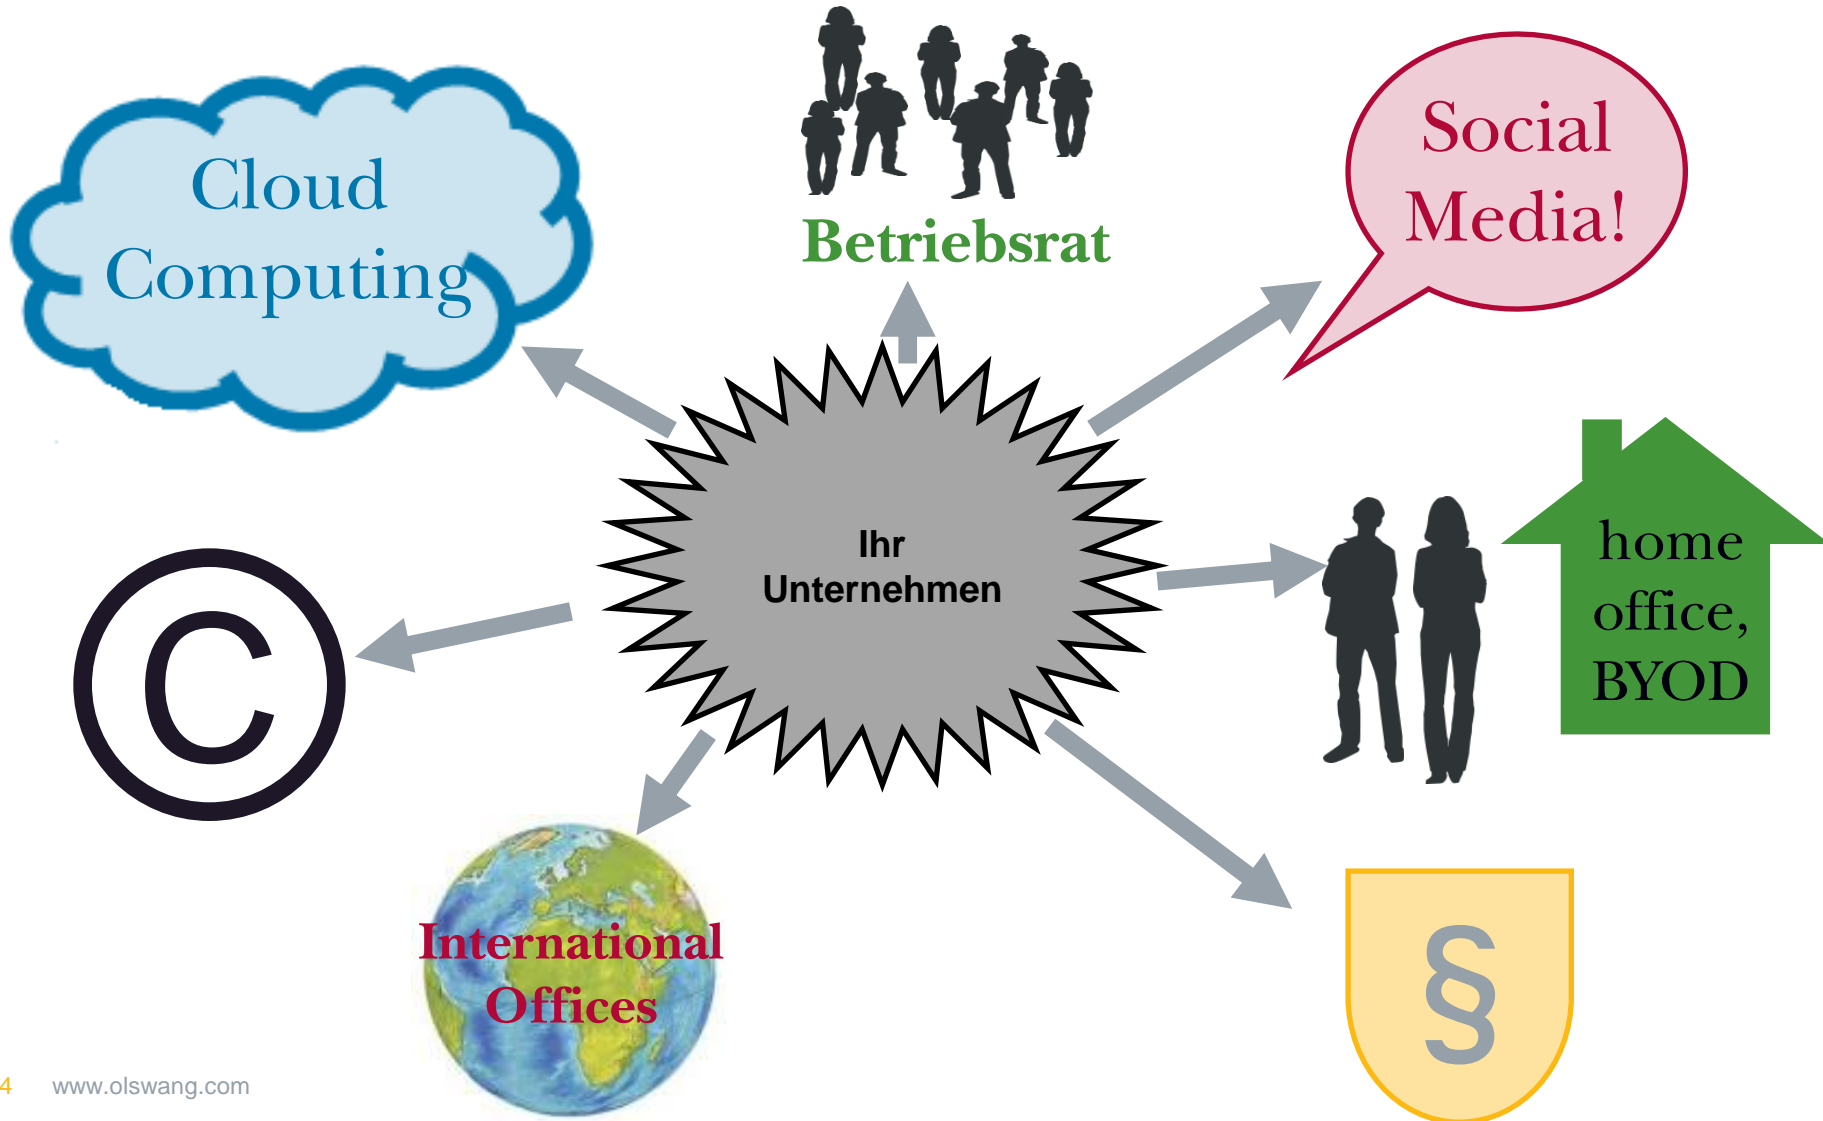 Cloud
Computing
Betriebsrat
Social
Media!
Ihr
Unternehmen
home
office,
BYOD
©
International
Offices
§
4 www.olswang.com